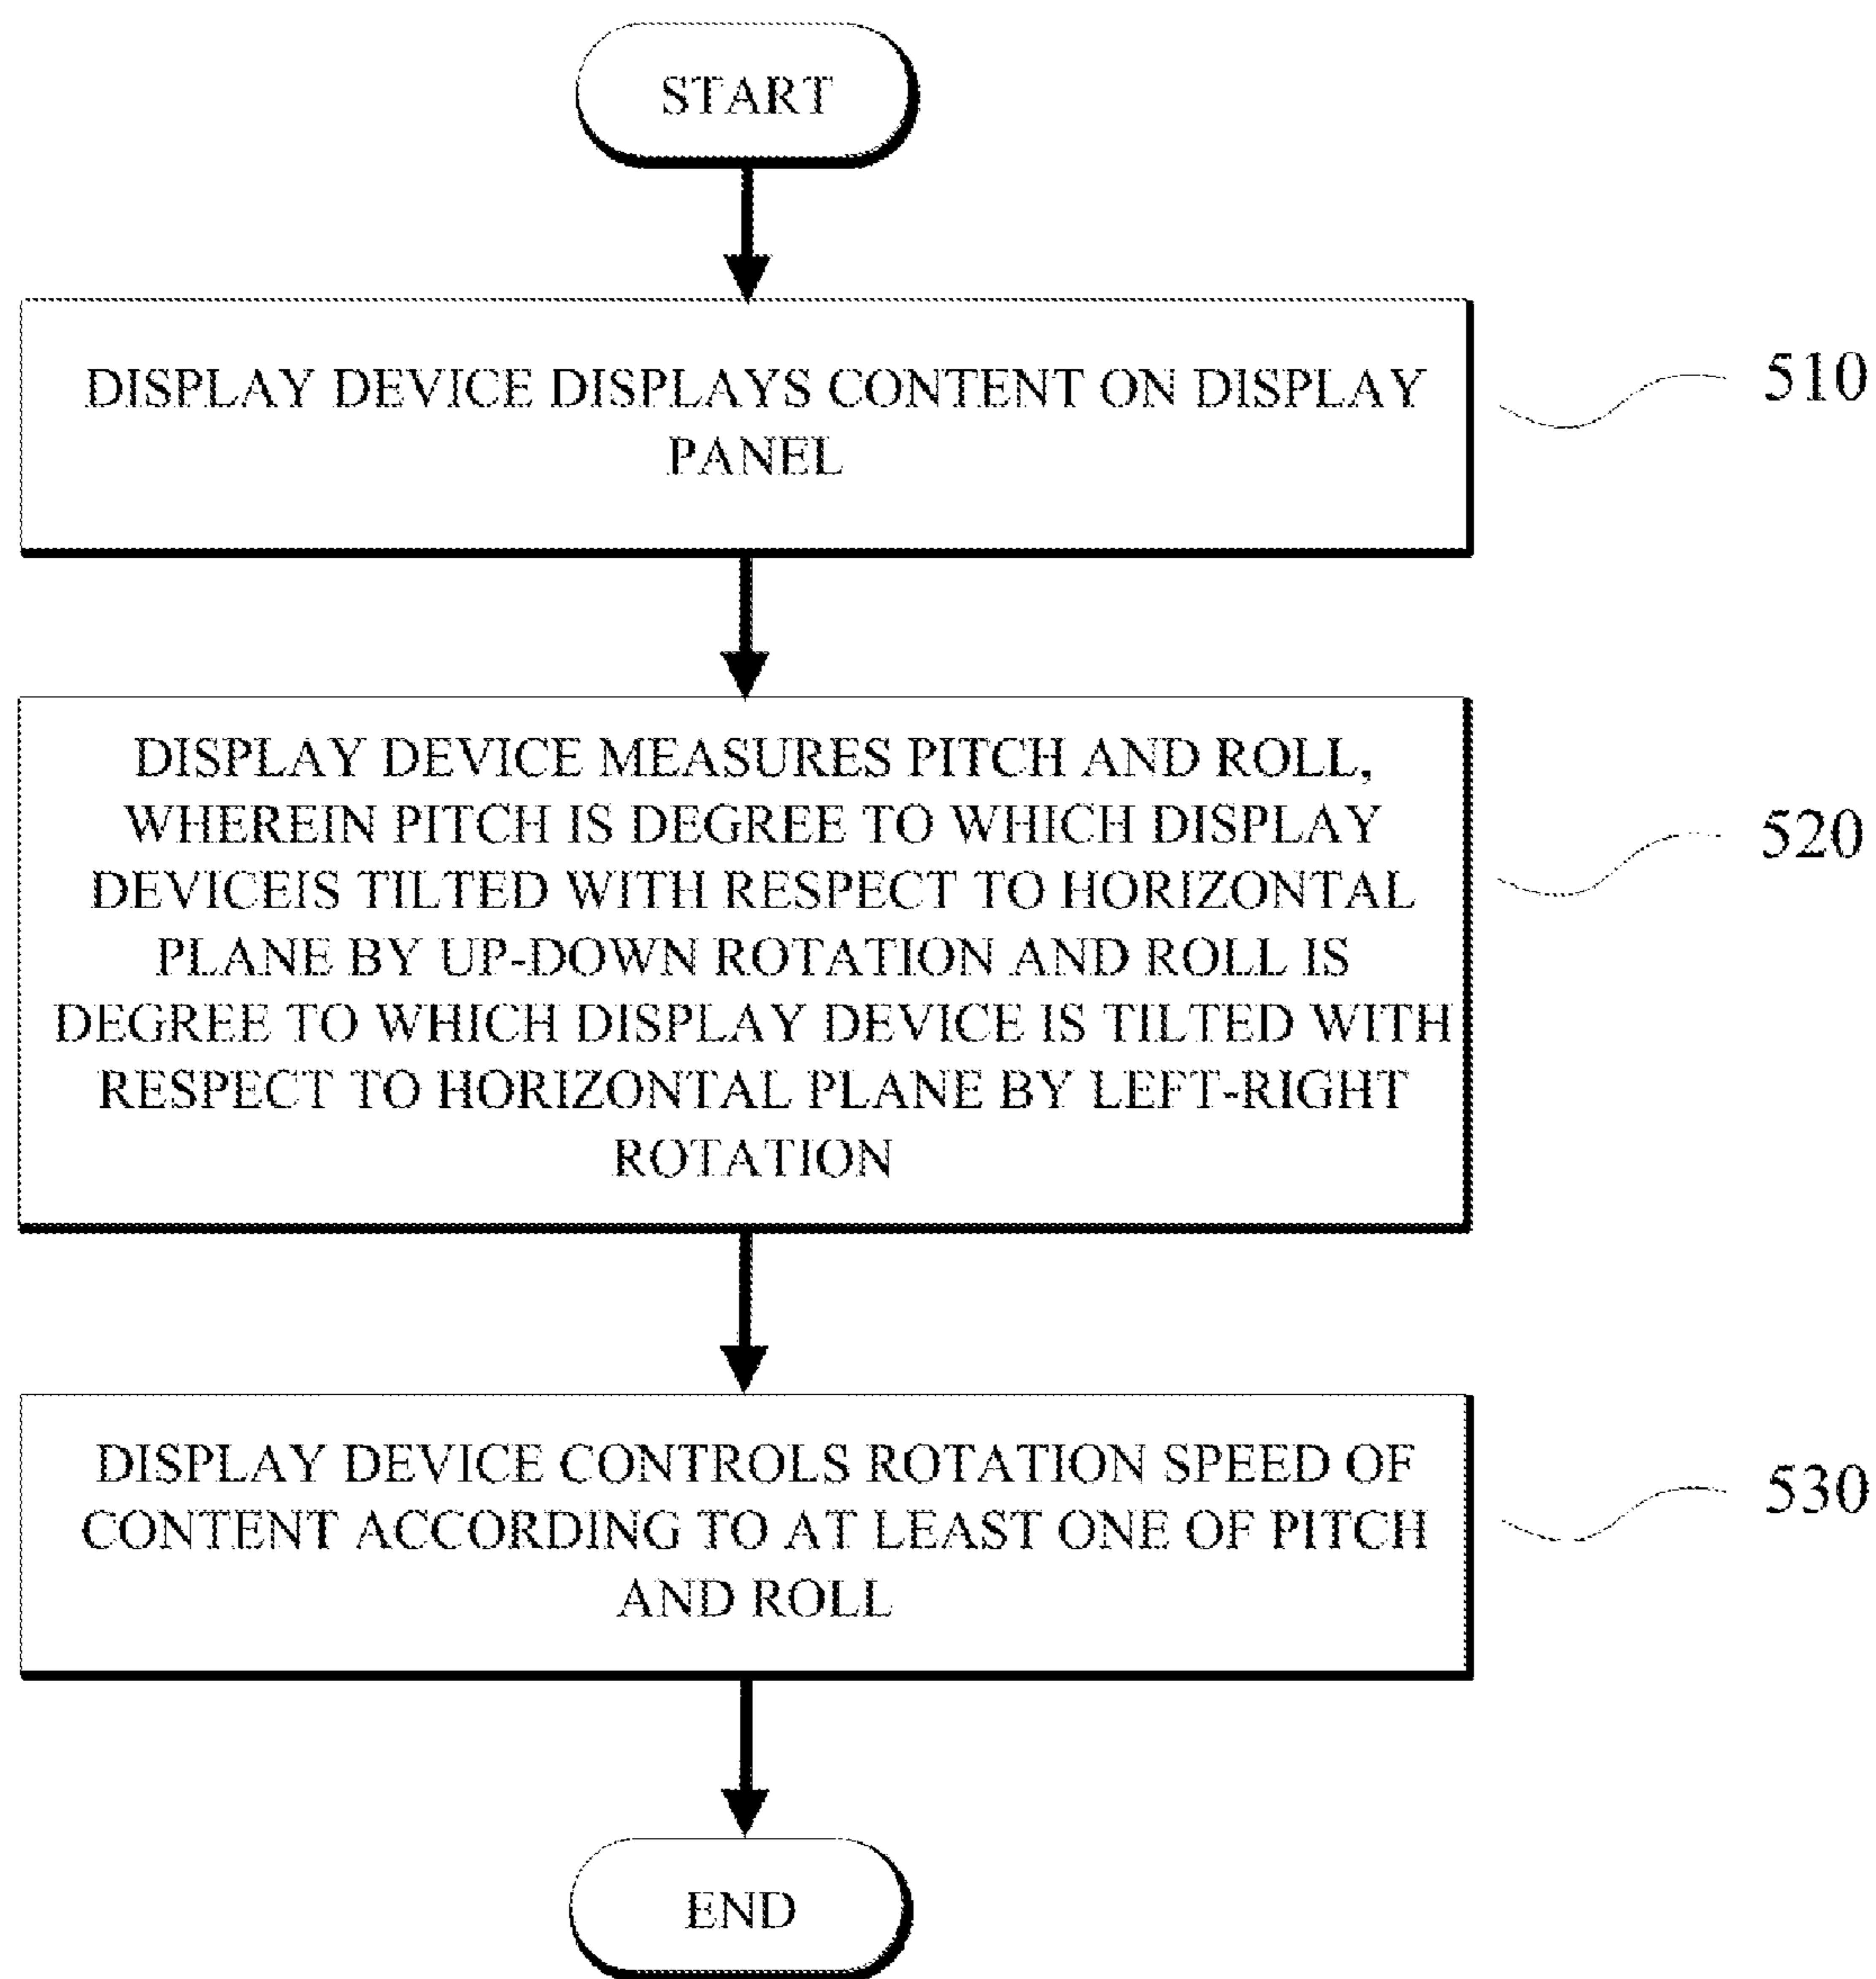 START
DISPLAY DEVICE DISPLAYS CONTENT ON DISPLAY
PANEL
510
DISPLAY DEVICE MEASURES PITCH AND ROLL,
WHEREIN PITCH IS DEGREE TO WHICH DISPLAY
DEVICEIS TILTED WITH RESPECT TO HORIZONTAL
PLANE BY UP-DOWN ROTATION AND ROLL IS
DEGREE TO WHICH DISPLAY DEVICE IS TILTED WITH
RESPECT TO HORIZONTAL PLANE BY LEFT-RIGHT
ROTATION
520
DISPLAY DEVICE CONTROLS ROTATION SPEED OF
CONTENT ACCORDING TO AT LEAST ONE OF PITCH
AND ROLL
530
END